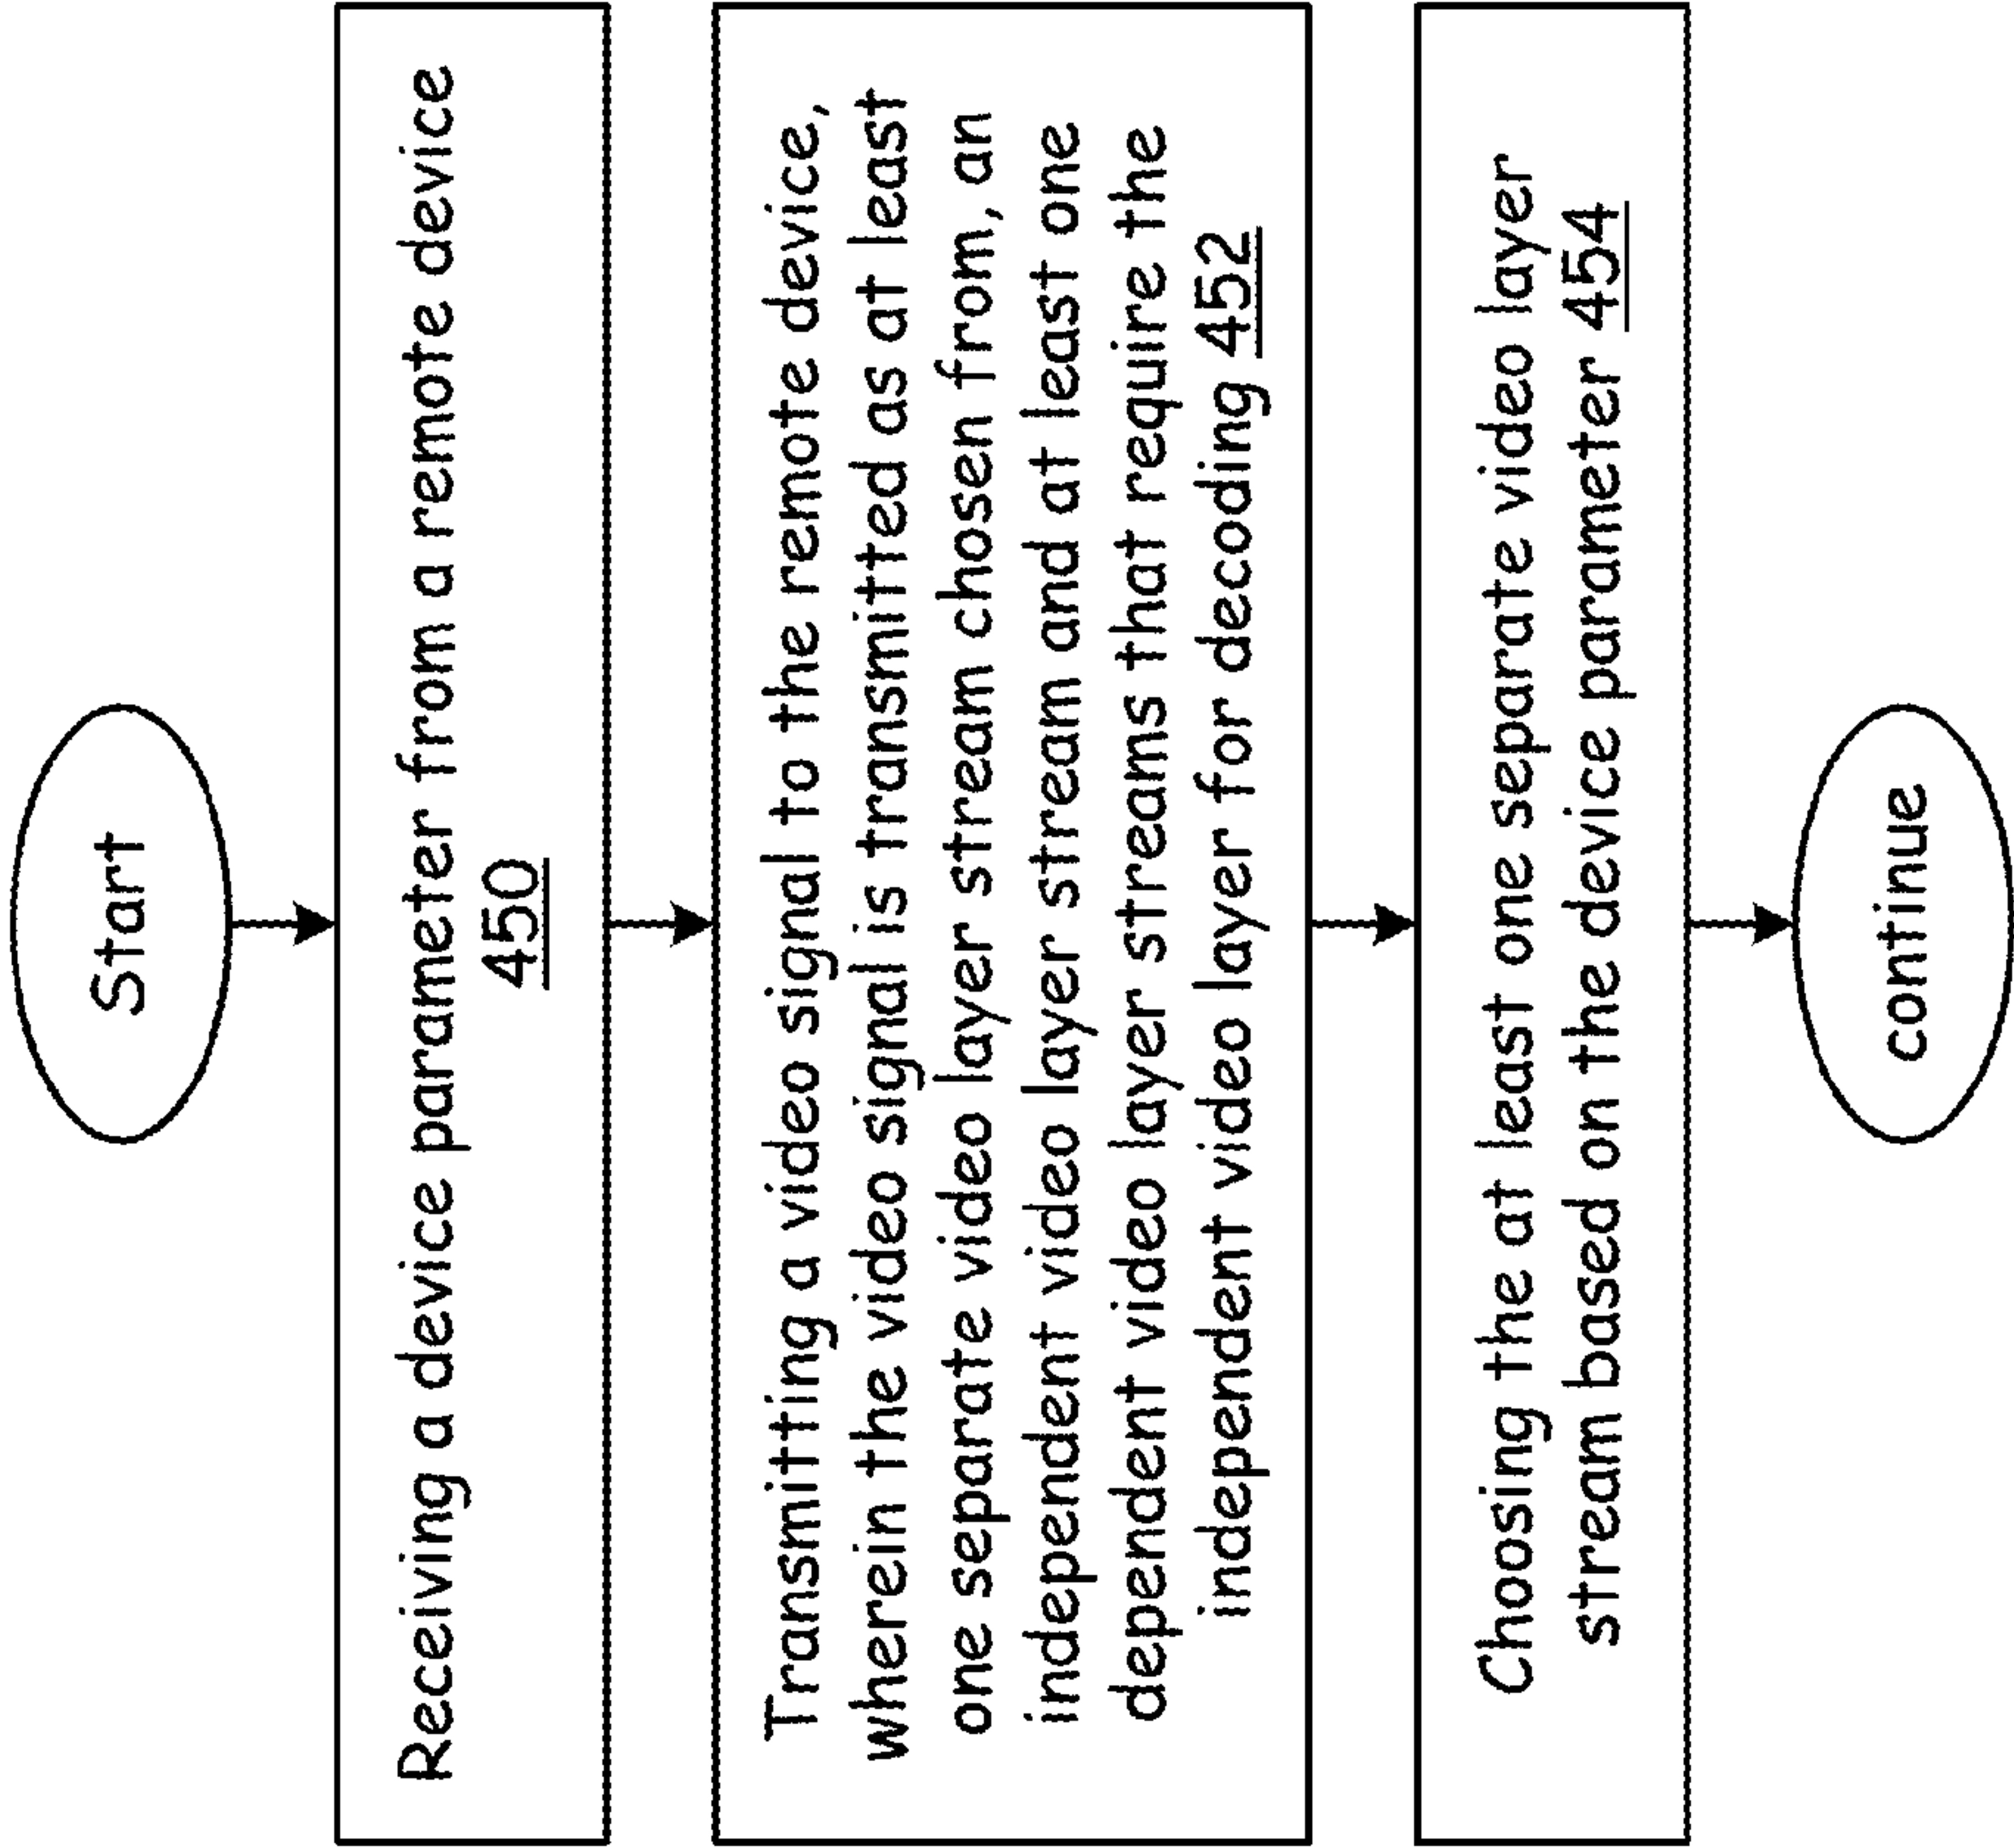 Start
Receiving a device parameter from a remote device
450
Transmitting a video signal to the remote device,
wherein the video signal is transmitted as at least
one separate video layer stream chosen from, an
independent video layer stream and at least one
dependent video layer streams that require the
independent video layer for decoding 452
Choosing the at least one separate video layer
stream based on the device parameter 454
continue